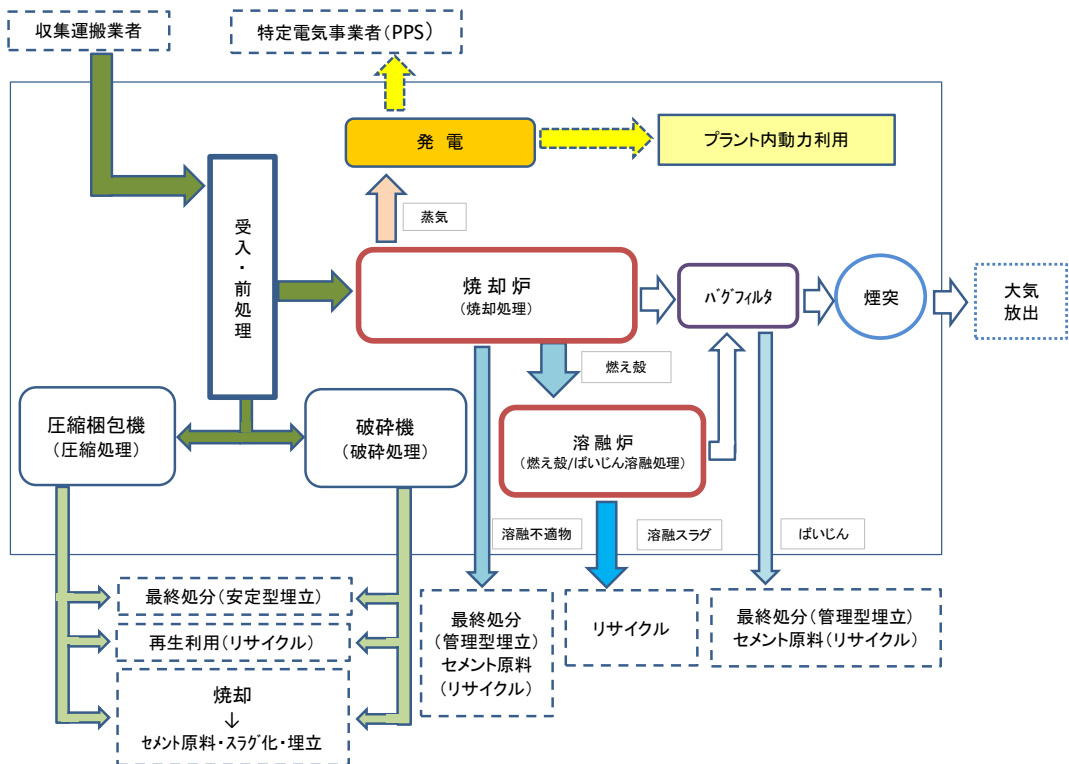 収集運搬業者
特定電気事業者(PPS)
発 電
プラント内動力利用
蒸気
受入・前処理
焼 却 炉
(焼却処理)
バグフィルタ
煙突
大気
放出
燃え殻
圧縮梱包機
(圧縮処理)
破砕機
(破砕処理)
溶 融 炉
(燃え殻/ばいじん溶融処理)
溶融不適物
溶融スラグ
ばいじん
最終処分(安定型埋立)
再生利用(リサイクル)
焼却
↓
セメント原料・スラグ化・埋立
最終処分
(管理型埋立)
セメント原料
(リサイクル)
リサイクル
最終処分(管理型埋立)
セメント原料(リサイクル)